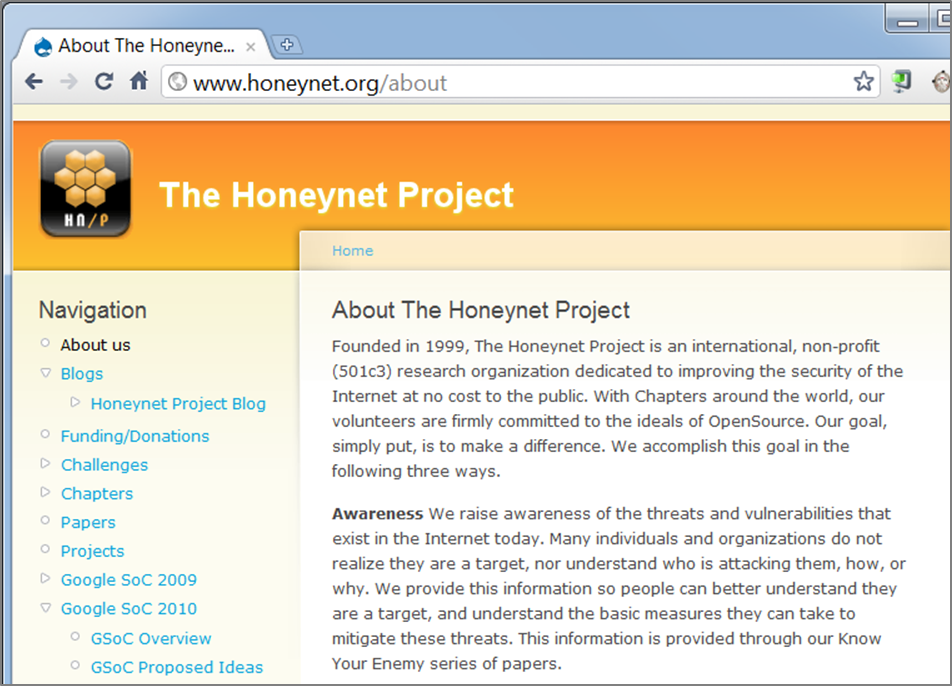 About The Honeyne...
www.honeynet.org/about
HN/P
The Honeynet Project
Home
Navigation
About us
Blogs
Honeynet Project Blog
Funding/Donations
Challenges
Chapters
Papers
Projects
Google SoC 2009
Google SoC 2010
GSoC Overview
GSoC Proposed Ideas
About The Honeynet Project
Founded in 1999, The Honeynet Project is an international, non-profit
(501c3) research organization dedicated to improving the security of the
Internet at no cost to the public. With Chapters around the world, our
volunteers are firmly committed to the ideals of OpenSource. Our goal,
simply put, is to make a difference. We accomplish this goal in the
following three ways.
Awareness We raise awareness of the threats and vulnerabilities that
exist in the Internet today. Many individuals and organizations do not
realize they are a target, nor understand who is attacking them, how, or
why. We provide this information so people can better understand they
are a target, and understand the basic measures they can take to
mitigate these threats. This information is provided through our Know
Your Enemy series of papers.